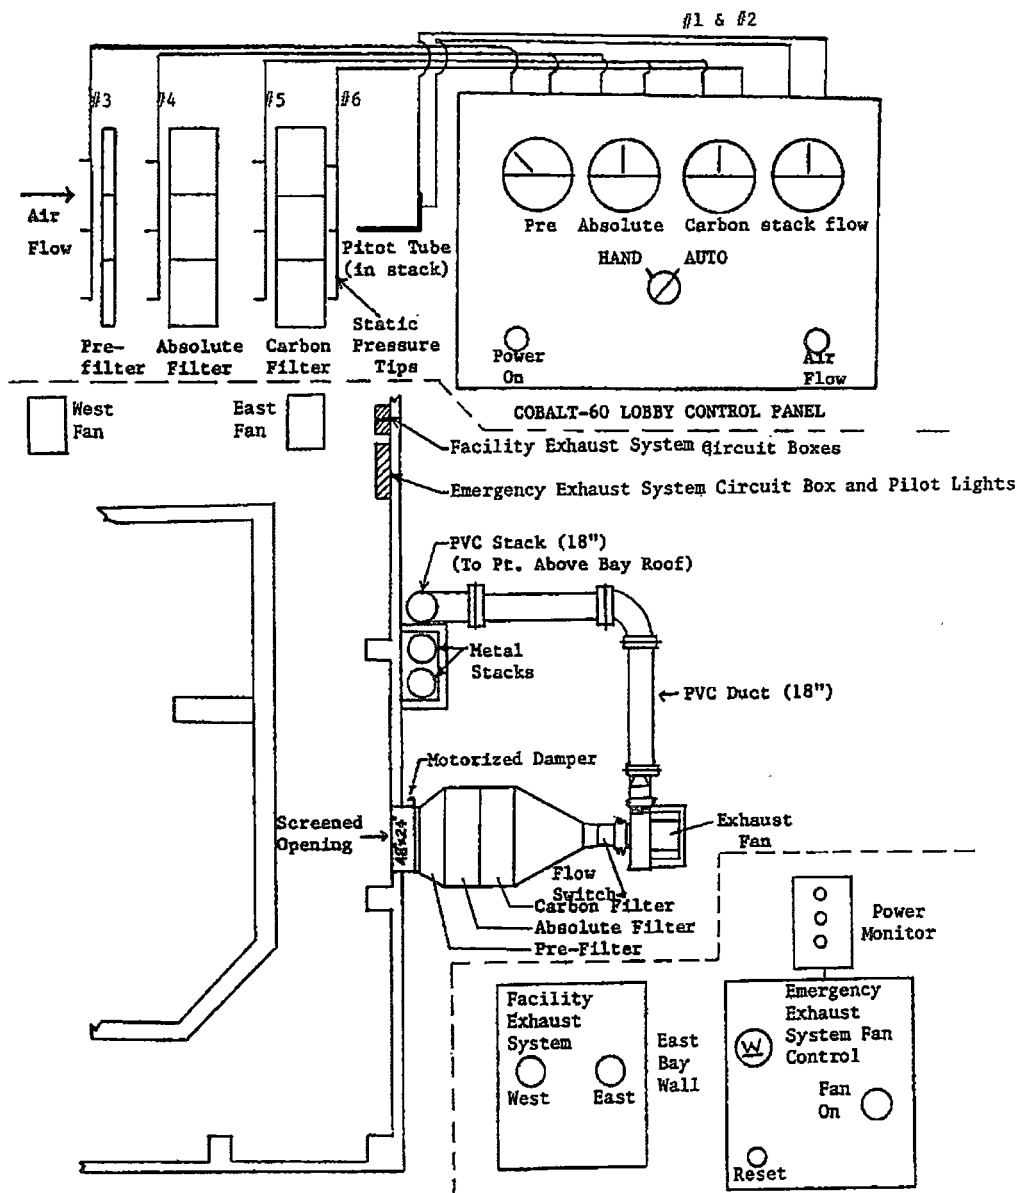 #1 & #2
#3
#4
#5
#6
Air
Flow
Pre
Absolute
Carbon
stack flow
HAND
AUTO
Pitot Tube
(in stack)
Static
Pressure
Tips
Pre-
filter
Absolute
Filter
Carbon
Filter
Power
On
Air
Flow
COBALT-60 LOBBY CONTROL PANEL
West
Fan
East
Fan
Facility Exhaust System Circuit Boxes
Emergency Exhaust System Circuit Box and Pilot Lights
PVC Stack (18")
(To Pt. Above Bay Roof)
Metal
Stacks
PVC Duct (18")
Motorized Damper
Screened
Opening
48"x24"
Exhaust
Fan
Flow
Switch
Carbon Filter
Absolute Filter
Pre-Filter
Power
Monitor
Facility
Exhaust
System
West
East
East
Bay
Wall
Emergency
Exhaust
System Fan
Control
W
Fan
On
Reset